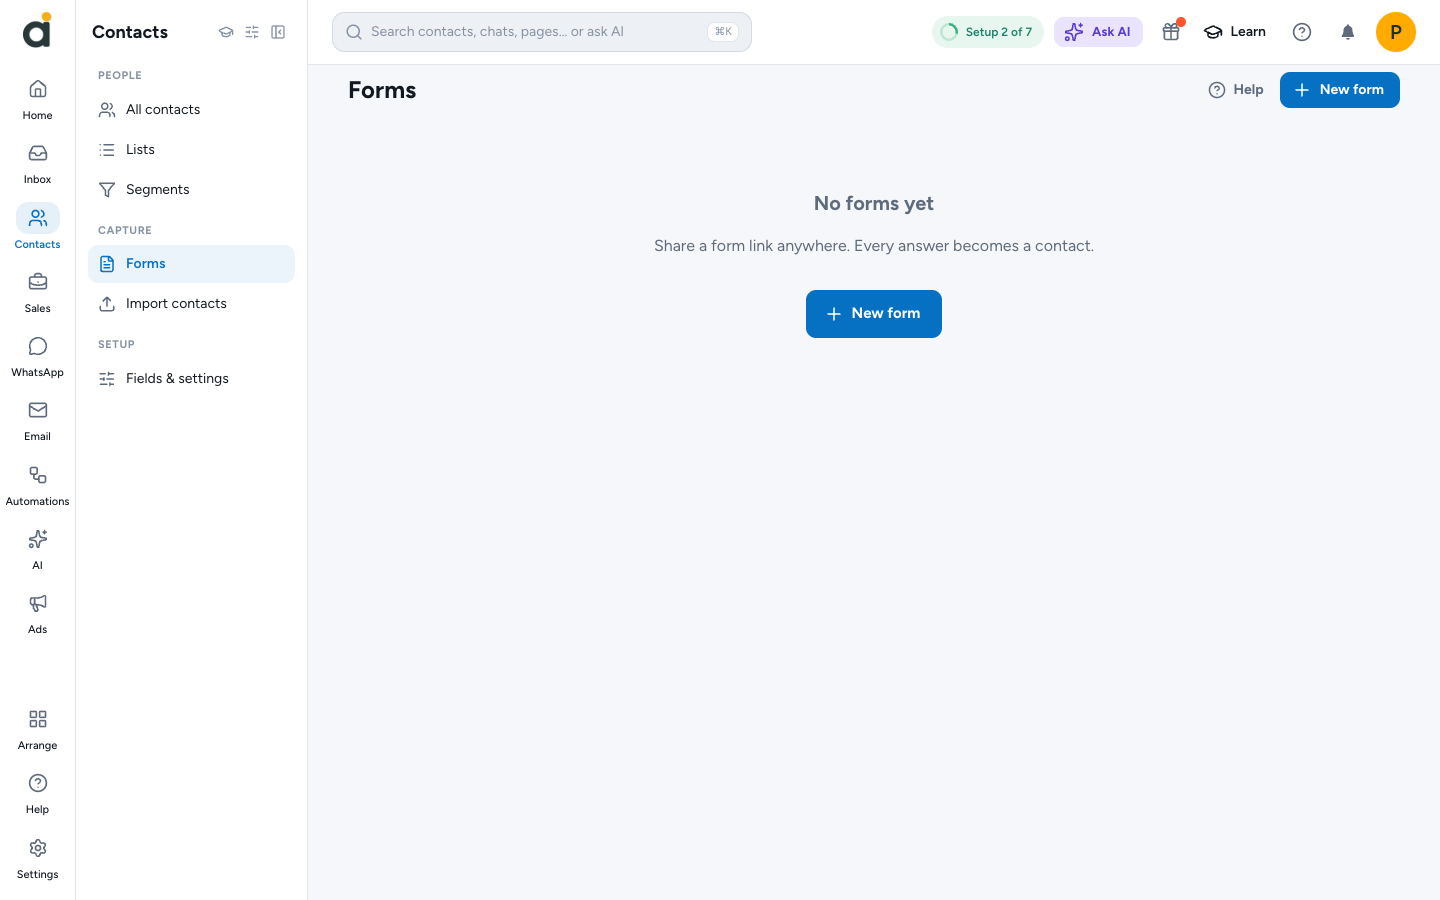 Contacts
Search contacts, chats, pages... or ask AI
⌘K
Setup 2 of 7
Ask AI
Learn
P
Home
Inbox
Contacts
Sales
WhatsApp
Email
Automations
AI
Ads
Arrange
Help
Settings
PEOPLE
All contacts
Lists
Segments
CAPTURE
Forms
Import contacts
SETUP
Fields & settings
Forms
Help
New form
No forms yet
Share a form link anywhere. Every answer becomes a contact.
New form